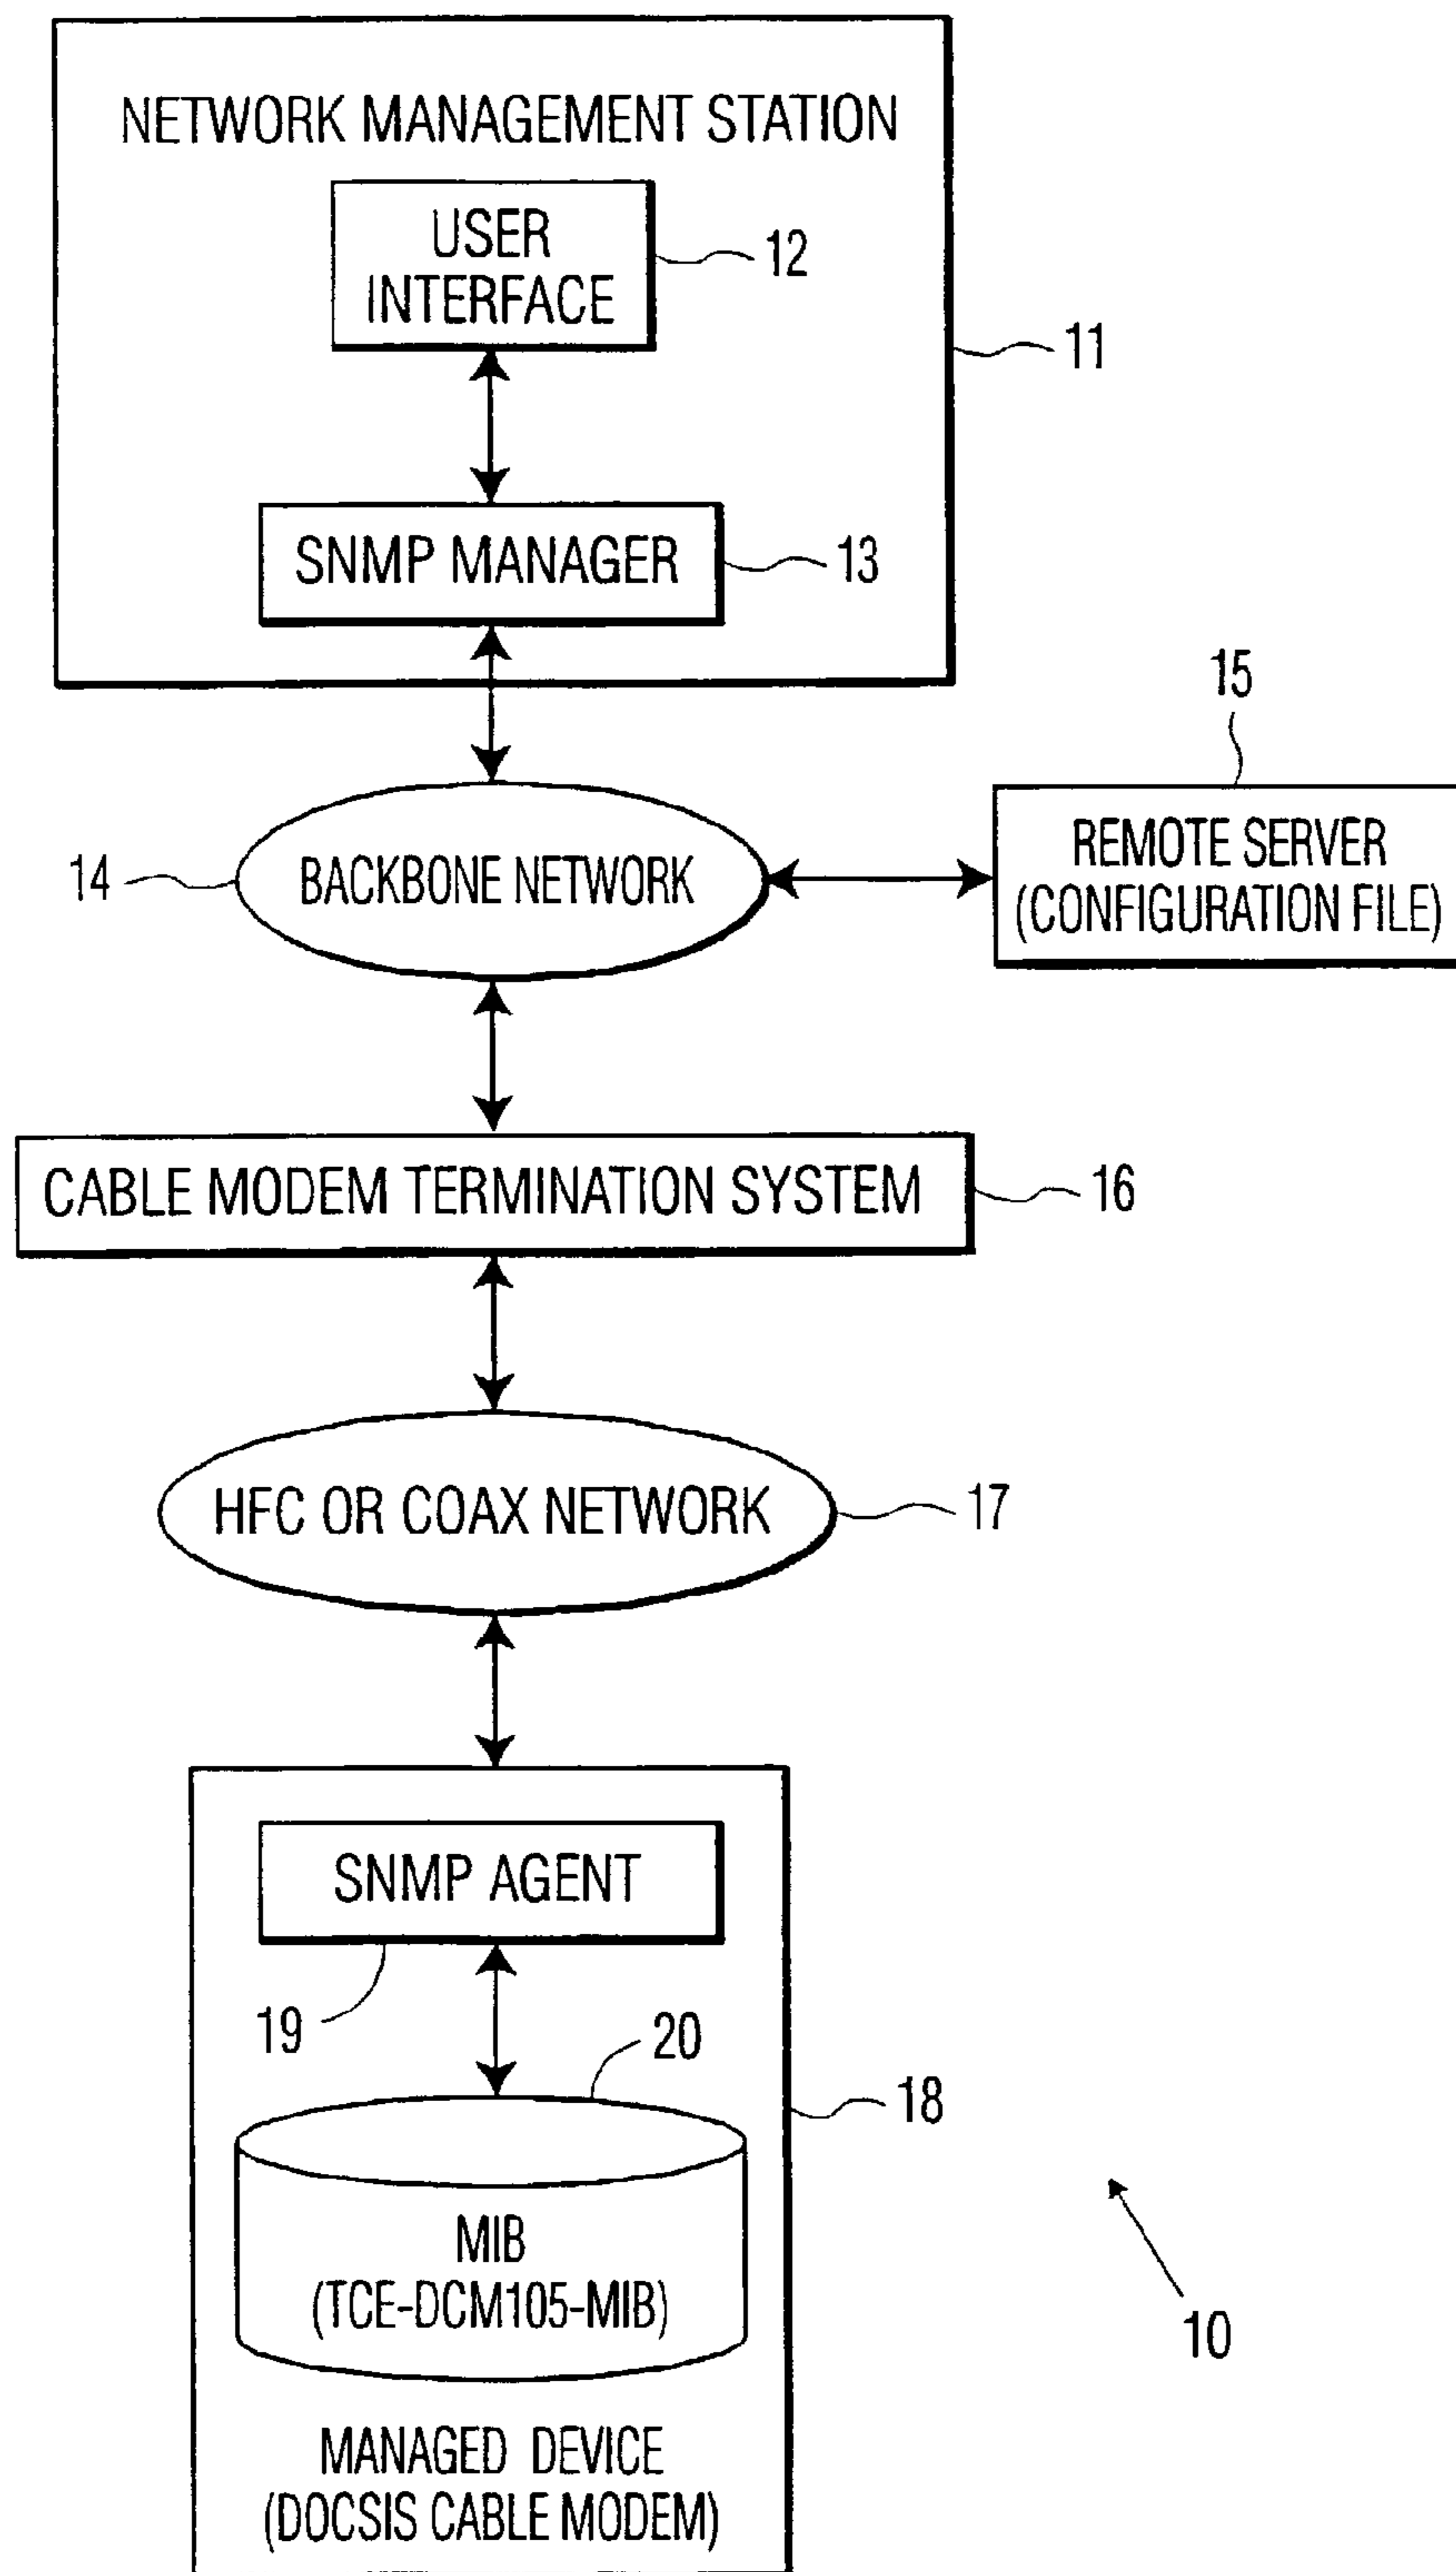 NETWORK MANAGEMENT STATION
USER
INTERFACE
12
11
SNMP MANAGER
13
15
14
BACKBONE NETWORK
REMOTE SERVER
(CONFIGURATION FILE)
CABLE MODEM TERMINATION SYSTEM
16
HFC OR COAX NETWORK
17
SNMP AGENT
19
20
18
MIB
(TCE-DCM105-MIB)
10
MANAGED DEVICE
(DOCSIS CABLE MODEM)